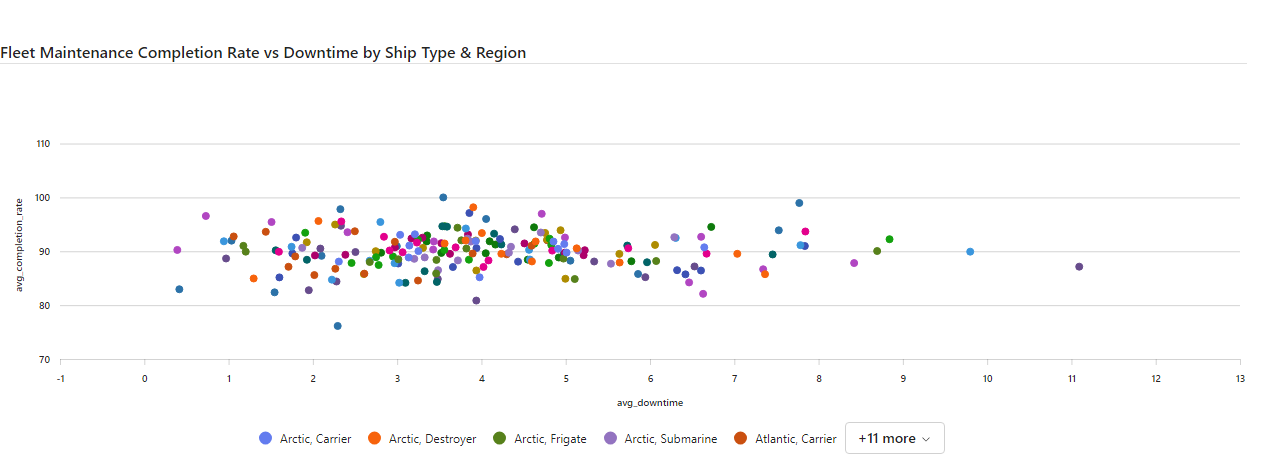 Fleet Maintenance Completion Rate vs Downtime by Ship Type & Region
110
100
90
80
70
avg_completion_rate
-1 0 1 2 3 4 5 6 7 8 9 10 11 12 13
avg_downtime
Arctic, Carrier Arctic, Destroyer Arctic, Frigate Arctic, Submarine Atlantic, Carrier +11 more